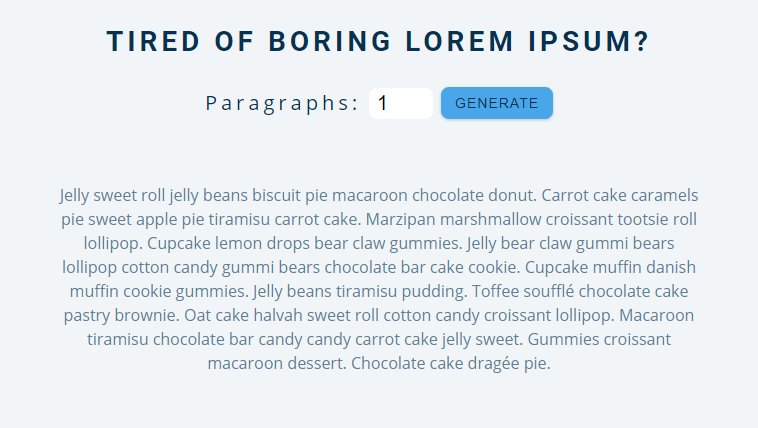 TIRED OF BORING LOREM IPSUM?
Paragraphs: 1 GENERATE
Jelly sweet roll jelly beans biscuit pie macaroon chocolate donut. Carrot cake caramels
pie sweet apple pie tiramisu carrot cake. Marzipan marshmallow croissant tootsie roll
lollipop. Cupcake lemon drops bear claw gummies. Jelly bear claw gummi bears
lollipop cotton candy gummi bears chocolate bar cake cookie. Cupcake muffin danish
muffin cookie gummies. Jelly beans tiramisu pudding. Toffee soufflé chocolate cake
pastry brownie. Oat cake halvah sweet roll cotton candy croissant lollipop. Macaroon
tiramisu chocolate bar candy candy carrot cake jelly sweet. Gummies croissant
macaroon dessert. Chocolate cake dragée pie.